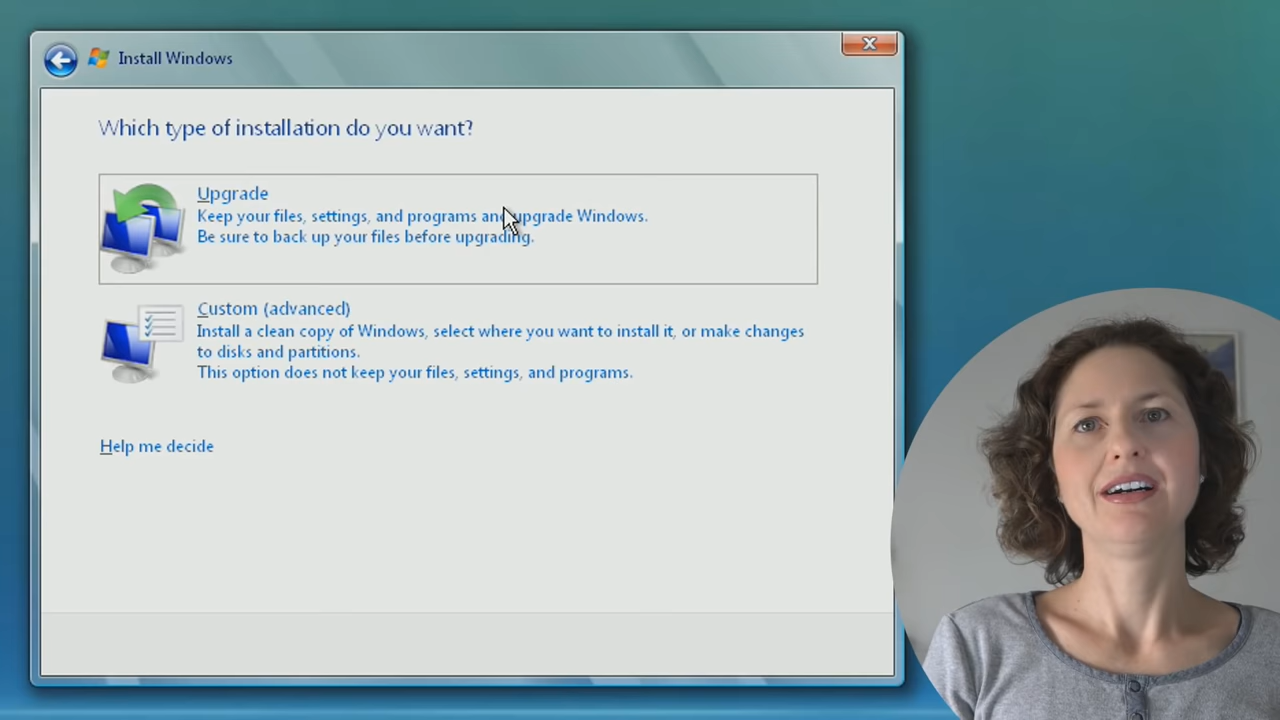 Install Windows
Which type of installation do you want?
Upgrade
Keep your files, settings, and programs and upgrade Windows.
Be sure to back up your files before upgrading.
Custom (advanced)
Install a clean copy of Windows, select where you want to install it, or make changes
to disks and partitions.
This option does not keep your files, settings, and programs.
Help me decide